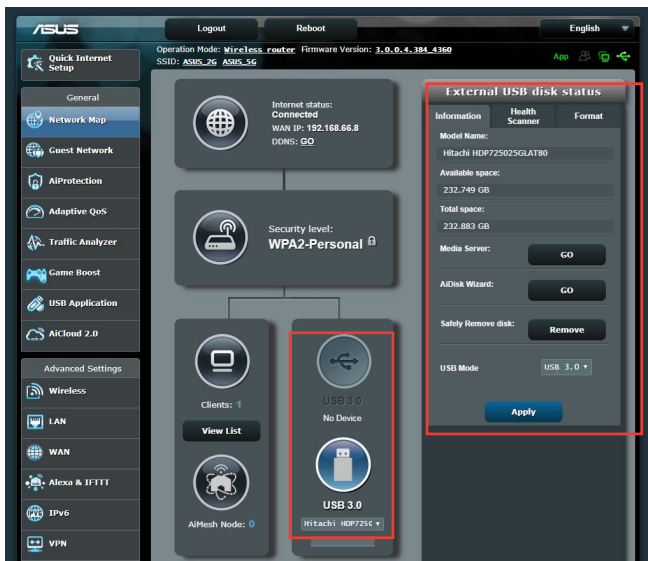 ASUS
Logout
Reboot
English
Quick Internet
Setup
Operation Mode: Wireless router Firmware Version: 3.0.0.4.384_4360
SSID: ASUS_2G ASUS_5G
App
General
Network Map
Guest Network
AiProtection
Adaptive QoS
Traffic Analyzer
Game Boost
USB Application
AiCloud 2.0
Advanced Settings
Wireless
LAN
WAN
Alexa & IFTTT
IPv6
VPN
Internet status:
Connected
WAN IP: 192.168.66.8
DDNS: GO
Security level:
WPA2-Personal
Clients: 1
View List
AiMesh Node: 0
USB 3.0
No Device
USB 3.0
Hitachi HDP725C
External USB disk status
Information
Health
Scanner
Format
Model Name:
Hitachi HDP725025GLAT80
Available space:
232.749 GB
Total space:
232.883 GB
Media Server:
GO
AiDisk Wizard:
GO
Safely Remove disk:
Remove
USB Mode
USB 3.0
Apply